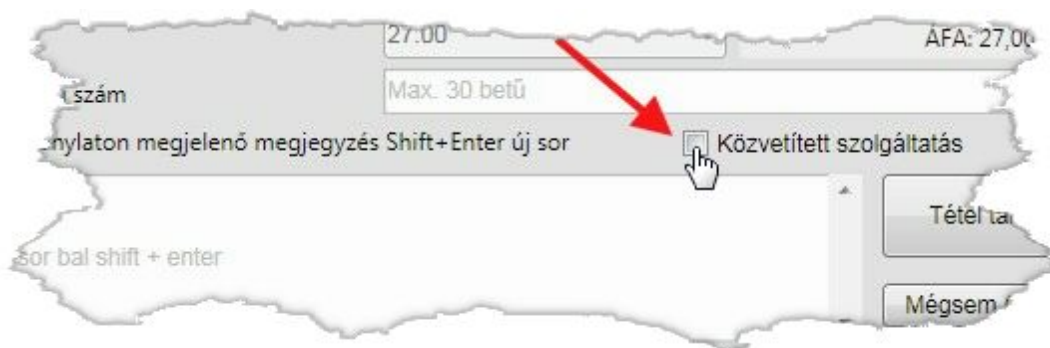 27.00
ÁFA: 27,00
szám
Max. 30 betű
nylaton megjelenő megjegyzés Shift+Enter új sor
Közvetített szolgáltatás
Tétel
sor bal shift + enter
Mégsem